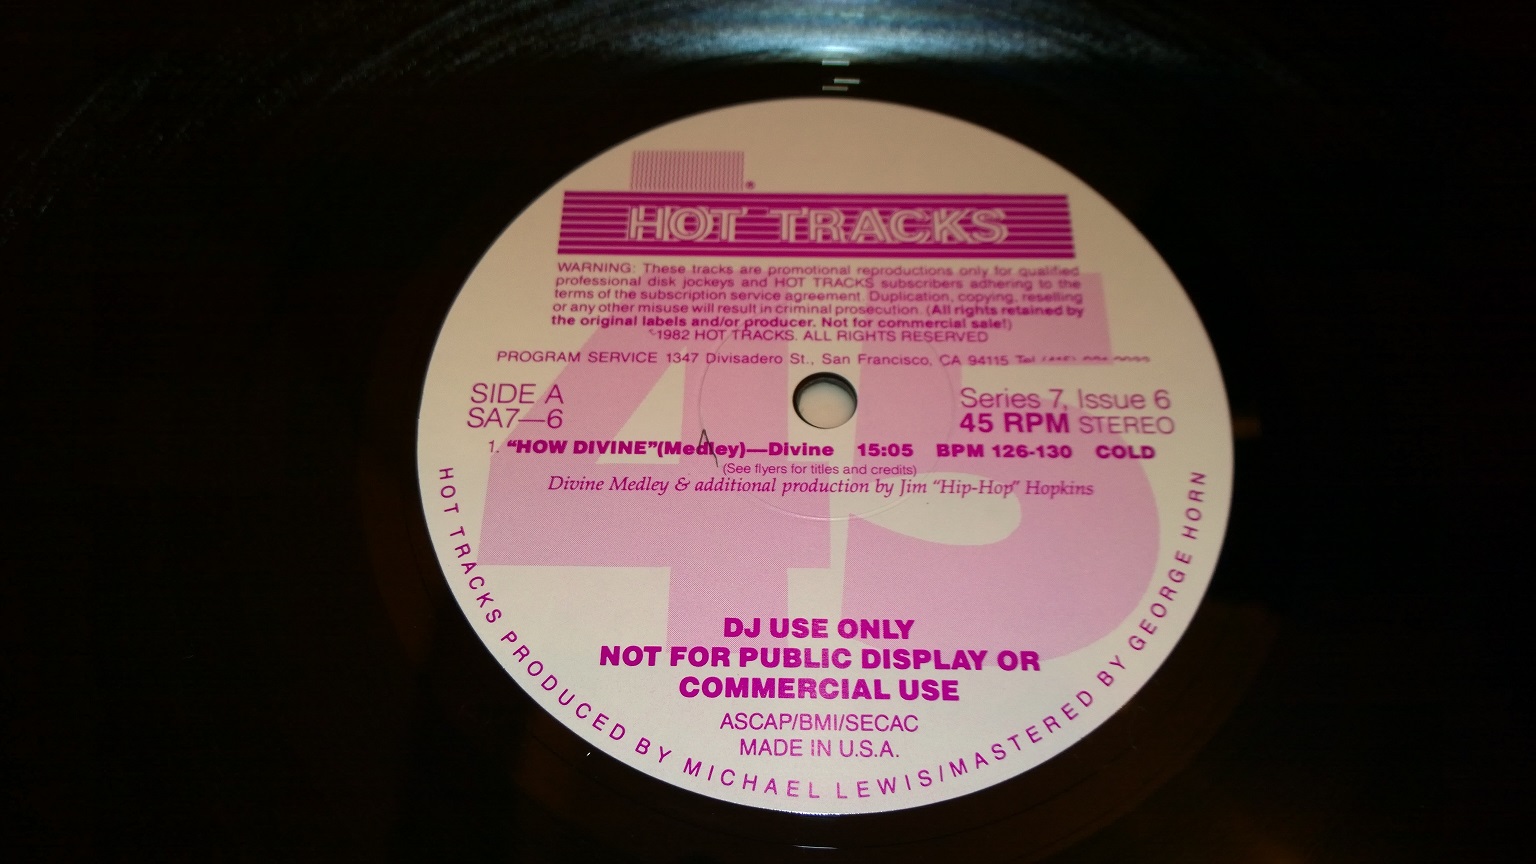 HOT TRACKS
WARNING: These tracks are promotional reproductions only for qualified
professional disk jockeys and HOT TRACKS subscribers adhering to the
terms of the subscription service agreement. Duplication, copying, reselling
or any other misuse will result in criminal prosecution. (All rights retained by
the original labels and/or producer. Not for commercial sale!)
©1982 HOT TRACKS. ALL RIGHTS RESERVED
PROGRAM SERVICE 1347 Divisadero St., San Francisco, CA 94115 Tel
SIDE A
SA7—6
Series 7, Issue 6
45 RPM STEREO
1. “HOW DIVINE”(Medley)—Divine 15:05 BPM 126-130 COLD
(See flyers for titles and credits)
Divine Medley & additional production by Jim “Hip-Hop” Hopkins
45
DJ USE ONLY
NOT FOR PUBLIC DISPLAY OR
COMMERCIAL USE
ASCAP/BMI/SECAC
MADE IN U.S.A.
HOT TRACKS PRODUCED BY MICHAEL LEWIS/MASTERED BY GEORGE HORN